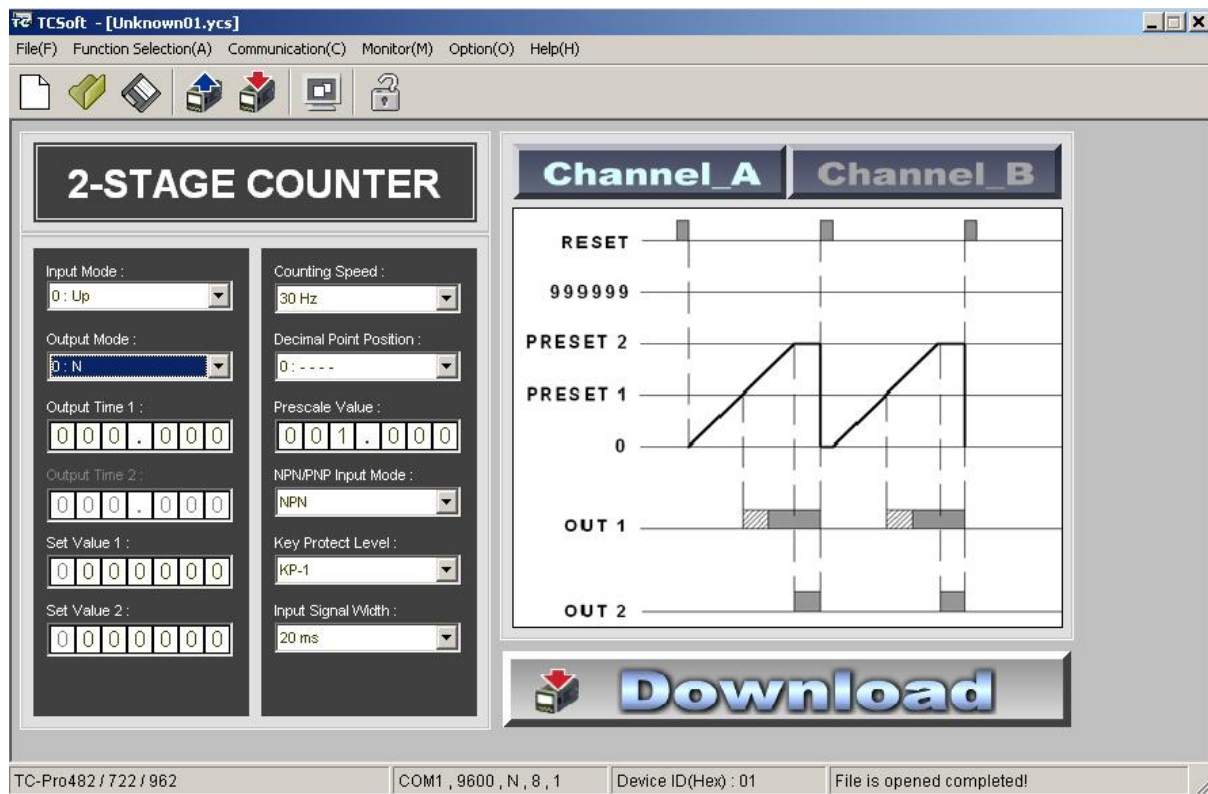 TCSoft - [Unknown01.ycs]
File(F) Function Selection(A) Communication(C) Monitor(M) Option(O) Help(H)
2-STAGE COUNTER
Input Mode :
0 : Up
Output Mode :
0 : N
Output Time 1 :
000.000
Output Time 2 :
000.000
Set Value 1 :
0000000
Set Value 2 :
0000000
Counting Speed :
30 Hz
Decimal Point Position :
0 : - - - -
Prescale Value :
001.000
NPN/PNP Input Mode :
NPN
Key Protect Level :
KP-1
Input Signal Width :
20 ms
Channel_A Channel_B
RESET
999999
PRESET 2
PRESET 1
0
OUT 1
OUT 2
Download
TC-Pro482 / 722 / 962 COM1 , 9600 , N , 8 , 1 Device ID(Hex) : 01 File is opened completed!